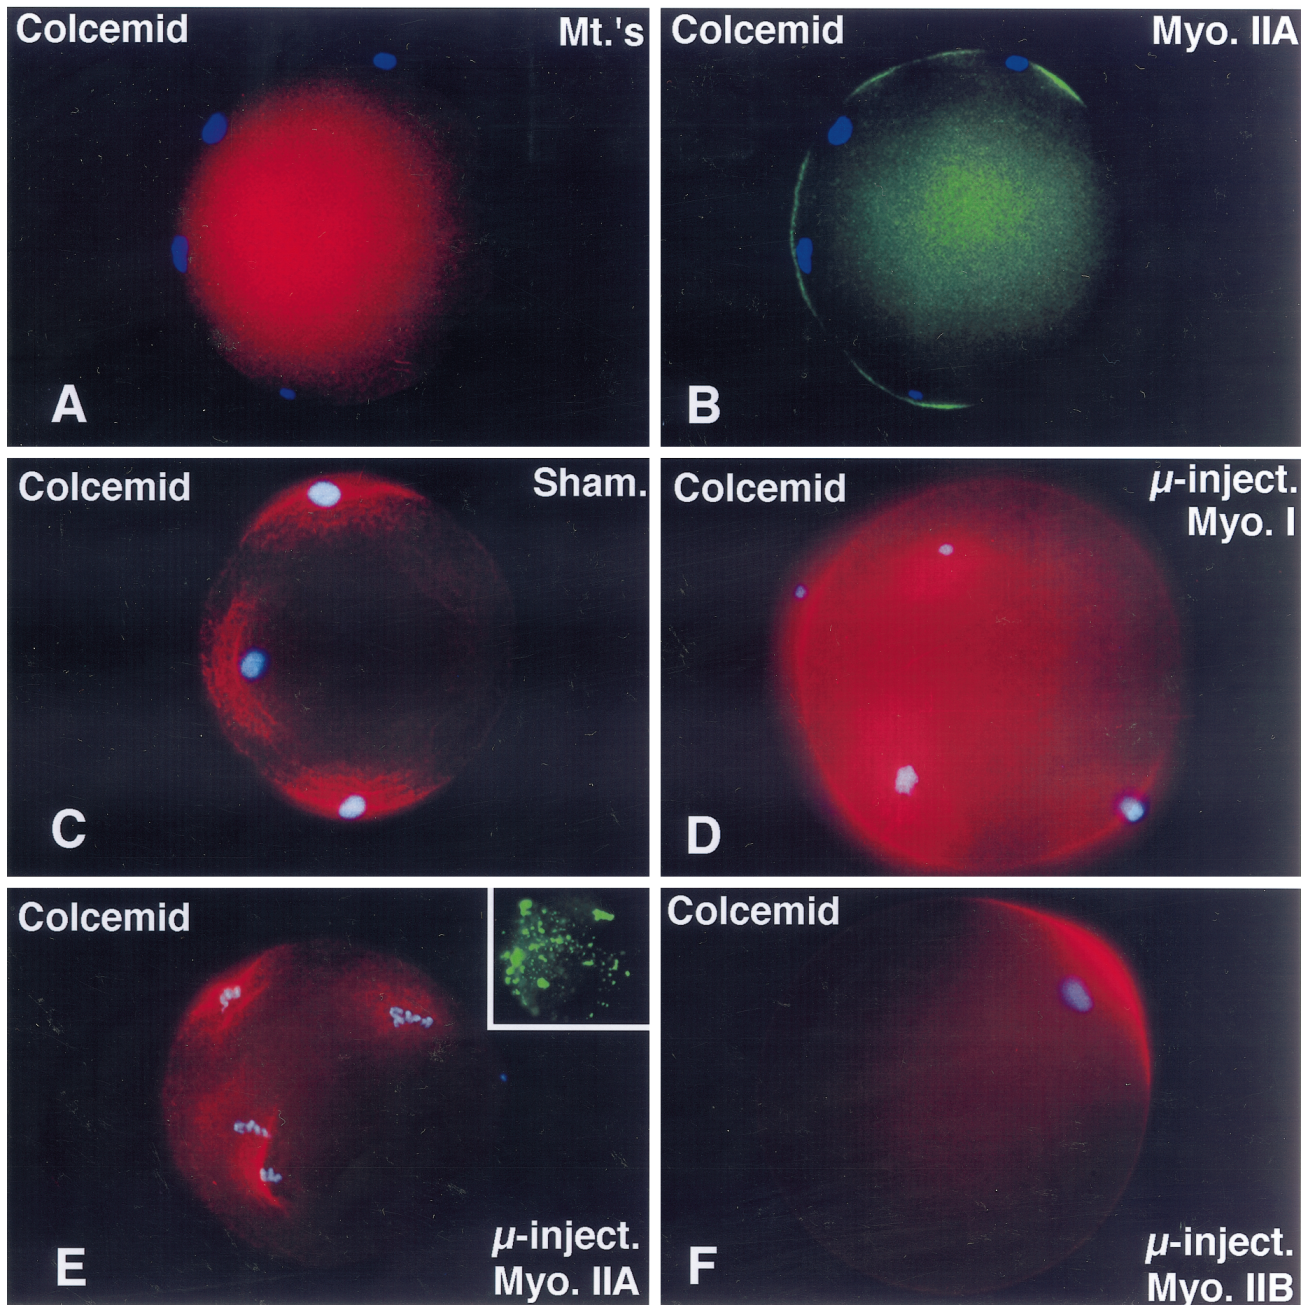 Colcemid
Mt.'s
A
Colcemid
Myo. IIA
B
Colcemid
Sham.
C
Colcemid
µ-inject.
Myo. I
D
Colcemid
E
µ-inject.
Myo. IIA
Colcemid
F
µ-inject.
Myo. IIB